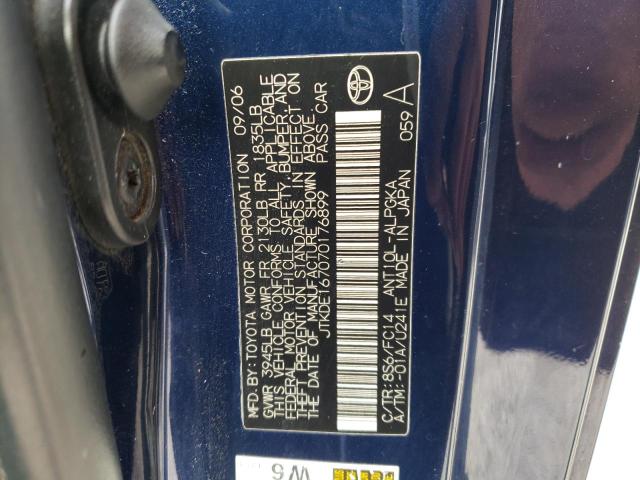 MFD. BY: TOYOTA MOTOR CORPORATION 09/06
GVWR 3945LB GAWR FR 2130LB RR 1835LB
THIS VEHICLE CONFORMS TO ALL APPLICABLE
FEDERAL MOTOR VEHICLE SAFETY, BUMPER, AND
THEFT PREVENTION STANDARDS IN EFFECT ON
THE DATE OF MANUFACTURE SHOWN ABOVE.
JTKDE167070176899 PASS CAR
C/TR: 8S6/FC14 ANT10L-ALPGKA
A/TM: -01A/U241E MADE IN JAPAN 059 A
W6